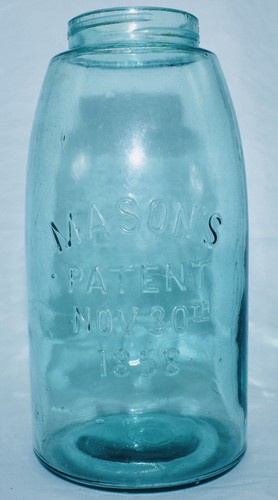 MASON'S
PATENT
NOV 30TH
1858